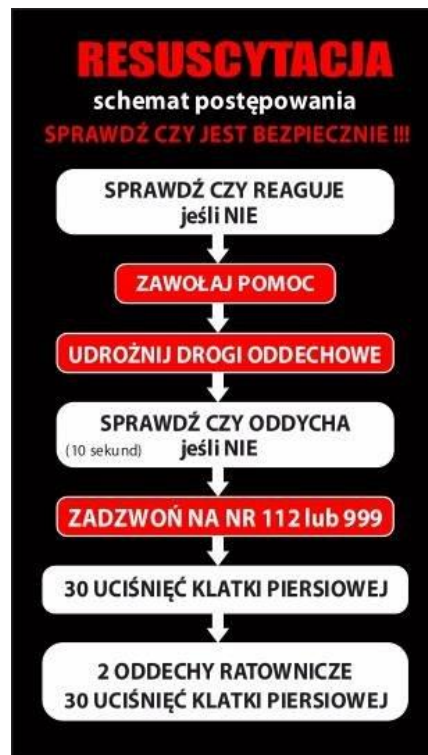 RESUSCYTACJA
schemat postępowania
SPRAWDŹ CZY JEST BEZPIECZNIE !!!
SPRAWDŹ CZY REAGUJE
jeśli NIE
ZAWOŁAJ POMOC
UDROŻNIJ DROGI ODDECHOWE
SPRAWDŹ CZY ODDYCHA
(10 sekund) jeśli NIE
ZADZWOŃ NA NR 112 lub 999
30 UCIŚNIĘĆ KLATKI PIERSIOWEJ
2 ODDECHY RATOWNICZE
30 UCIŚNIĘĆ KLATKI PIERSIOWEJ